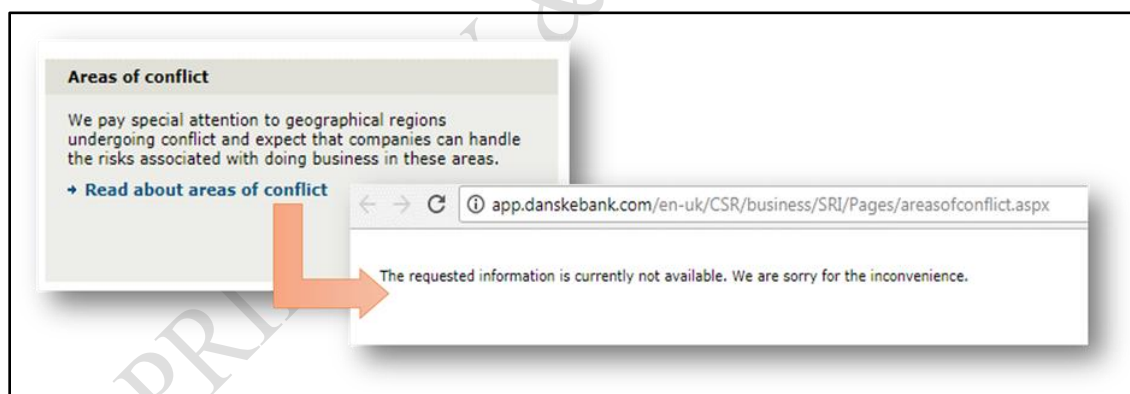 Areas of conflict
We pay special attention to geographical regions
undergoing conflict and expect that companies can handle
the risks associated with doing business in these areas.
Read about areas of conflict
app.danskebank.com/en-uk/CSR/business/SRI/Pages/areasofconflict.aspx
The requested information is currently not available. We are sorry for the inconvenience.